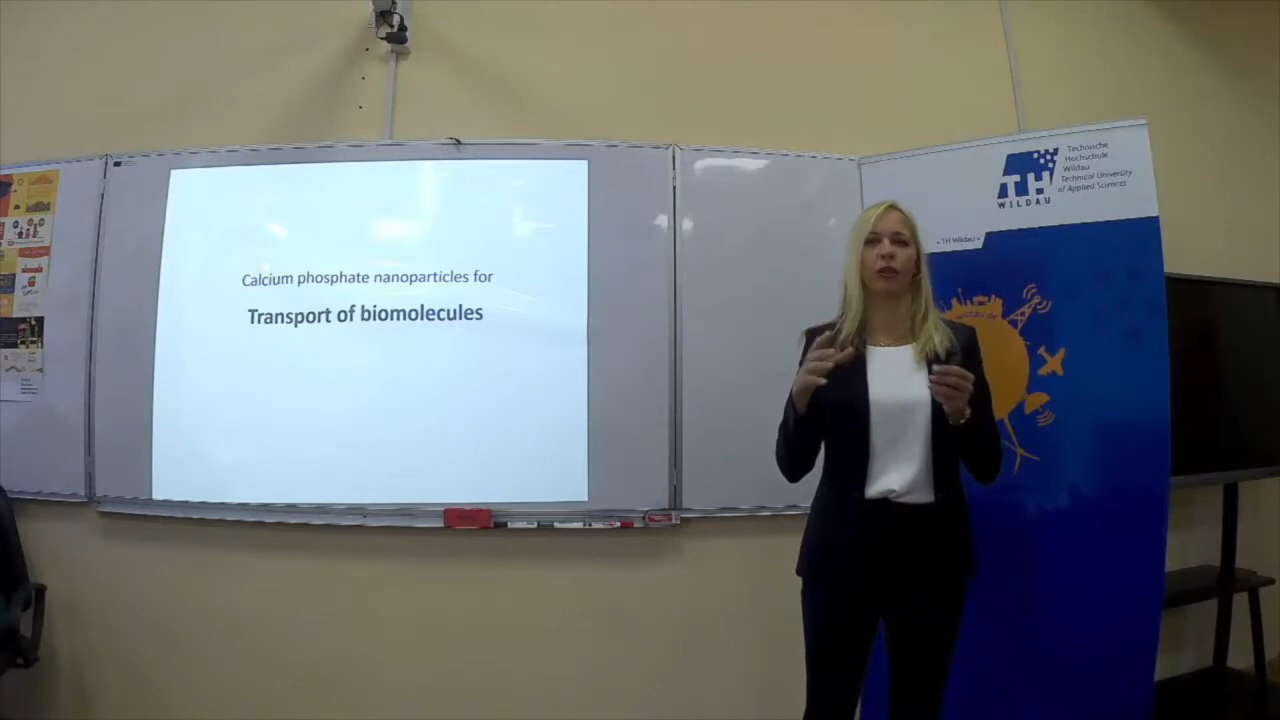 Calcium phosphate nanoparticles for
Transport of biomolecules
Technische
Hochschule
Wildau
Technical University
of Applied Sciences
TH
WILDAU
• TH Wildau •